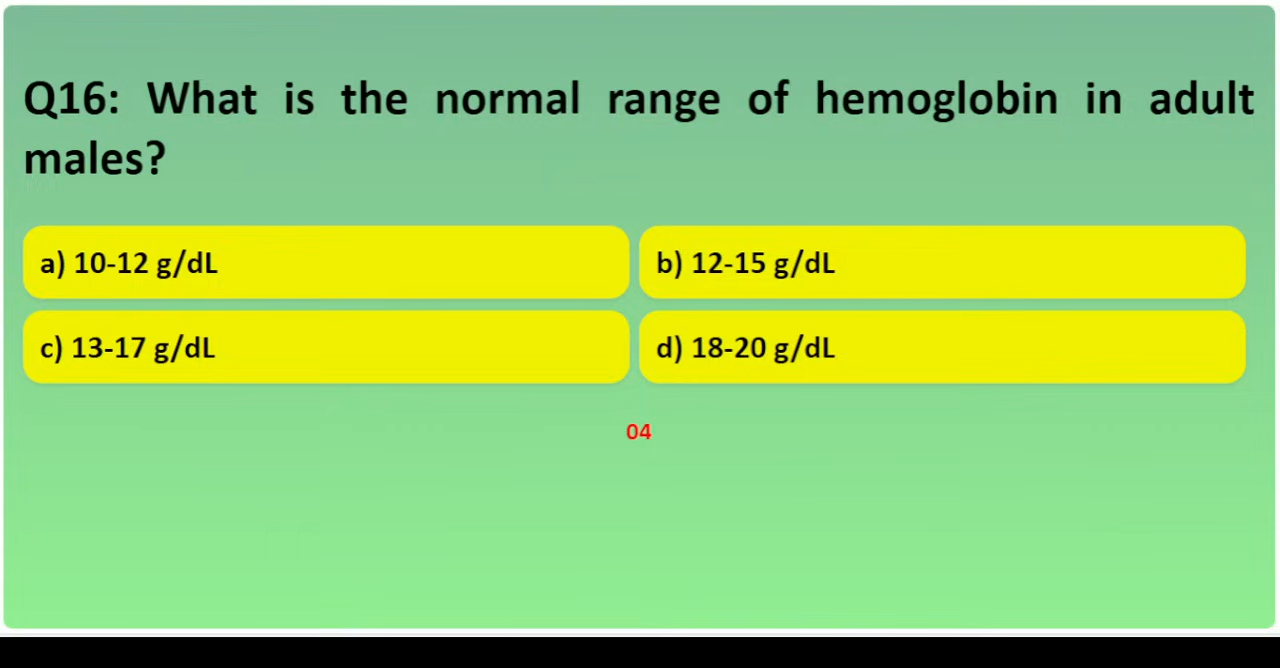 Q16: What is the normal range of hemoglobin in adult
males?
a) 10-12 g/dL
b) 12-15 g/dL
c) 13-17 g/dL
d) 18-20 g/dL
04